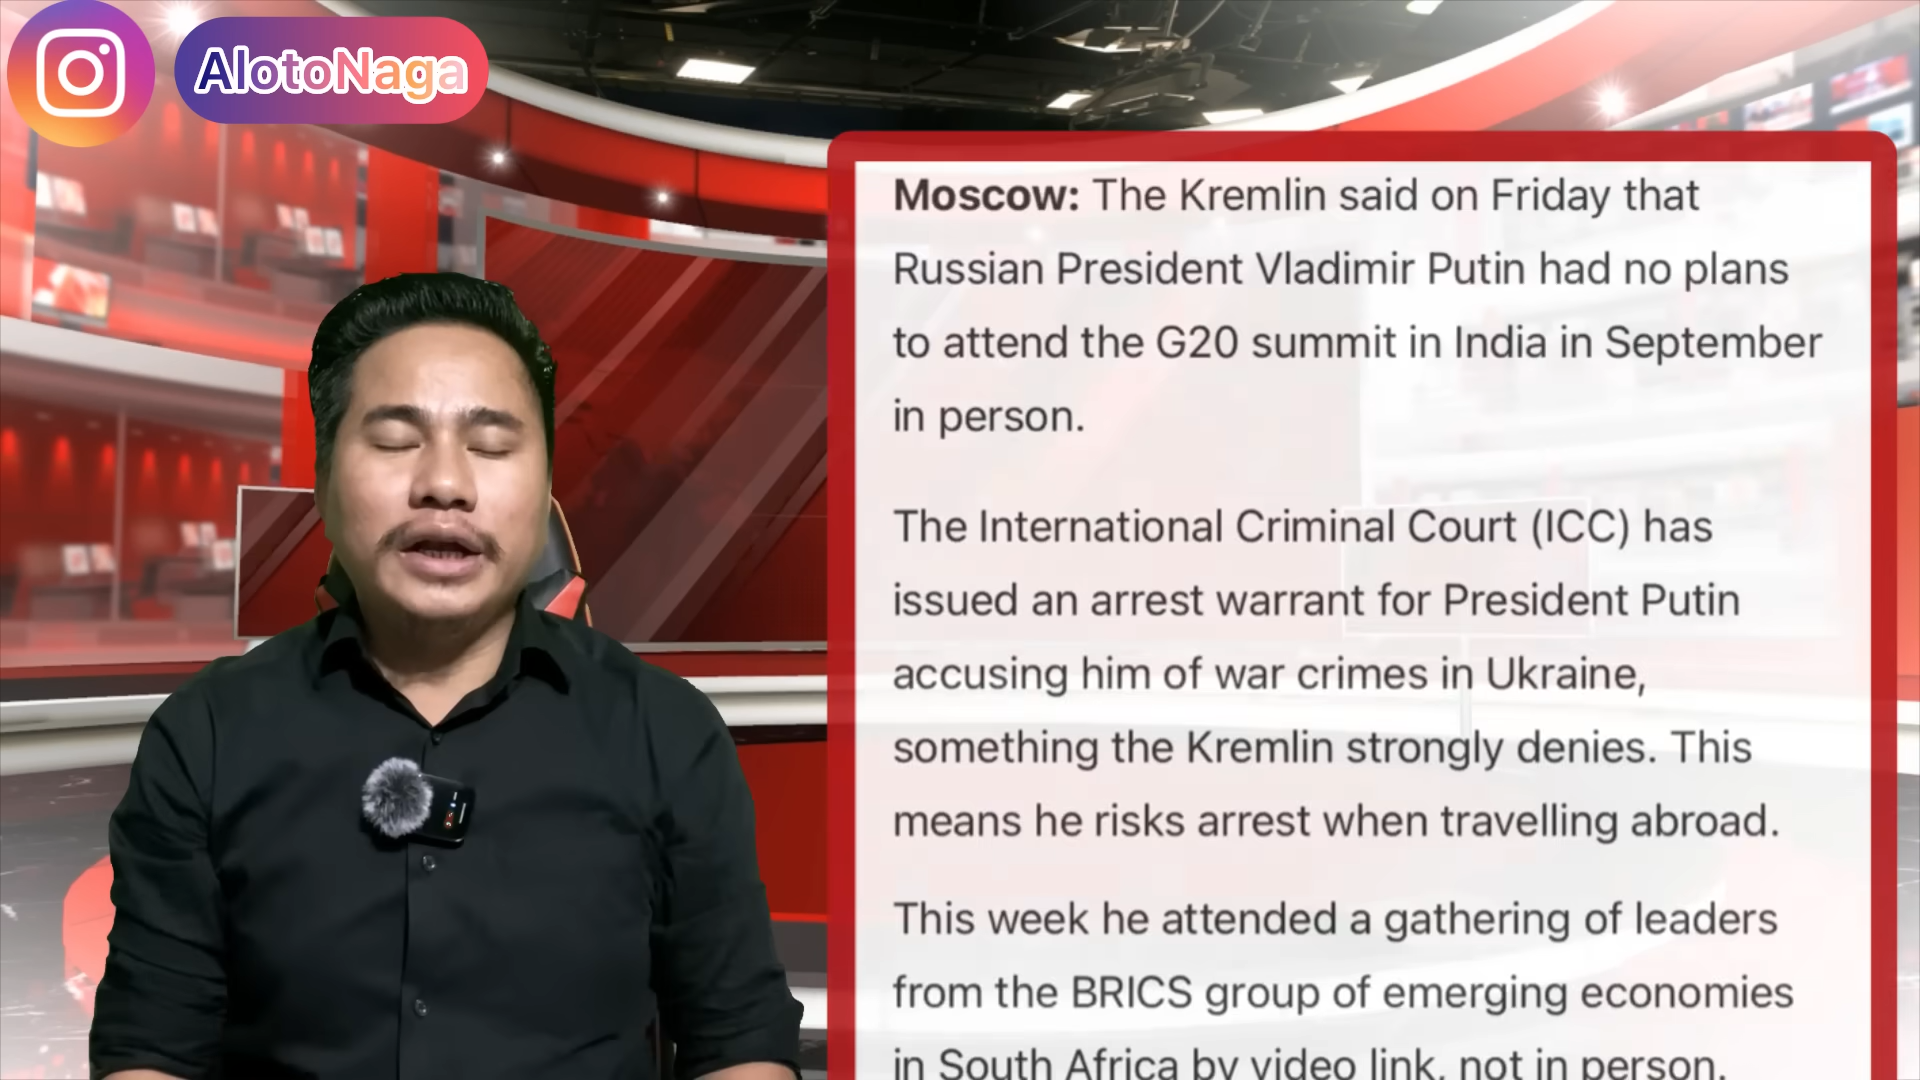 AlotoNaga
Moscow: The Kremlin said on Friday that
Russian President Vladimir Putin had no plans
to attend the G20 summit in India in September
in person.
The International Criminal Court (ICC) has
issued an arrest warrant for President Putin
accusing him of war crimes in Ukraine,
something the Kremlin strongly denies. This
means he risks arrest when travelling abroad.
This week he attended a gathering of leaders
from the BRICS group of emerging economies
in South Africa by video link, not in person.